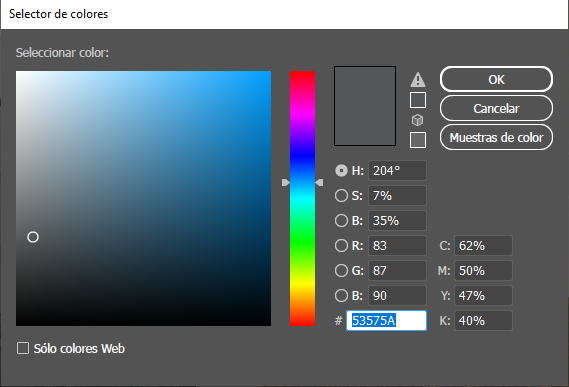 Selector de colores
Seleccionar color:
OK
Cancelar
Muestras de color
H: 204°
S: 7%
B: 35%
R: 83 C: 62%
G: 87 M: 50%
B: 90 Y: 47%
# 53575A K: 40%
Sólo colores Web